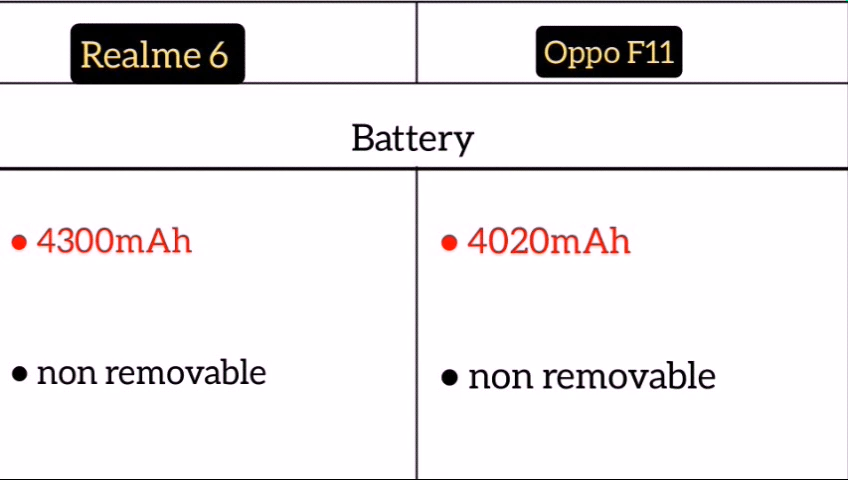 Realme 6
Oppo F11
Battery
• 4300mAh
• 4020mAh
• non removable
• non removable